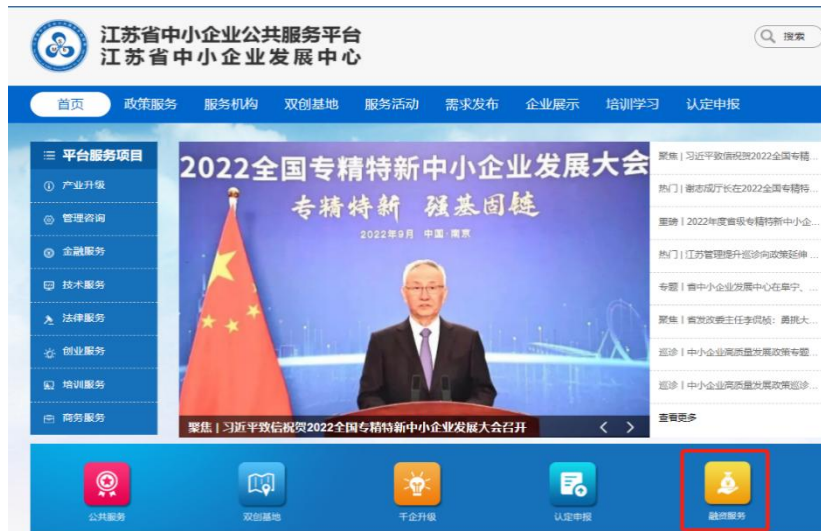 江苏省中小企业公共服务平台
江苏省中小企业发展中心
搜索
首页 政策服务 服务机构 双创基地 服务活动 需求发布 企业展示 培训学习 认定申报
平台服务项目
产业升级
管理咨询
金融服务
技术服务
法律服务
创业服务
培训服务
商务服务
2022全国专精特新中小企业发展大会
专精特新 强基固链
2022年9月 中国·南京
聚焦 | 习近平致信祝贺2022全国专精特新中小企业发展大会召开
聚焦 | 习近平致信祝贺2022全国专精...
热门 | 谢志成厅长在2022全国专精特...
重磅 | 2022年度省级专精特新中小企...
热门 | 江苏管理提升巡诊向政策延伸...
专题 | 省中小企业发展中心在阜宁、...
聚焦 | 省发改委主任李侃桢：勇挑大...
巡诊 | 中小企业高质量发展政策专题...
巡诊 | 中小企业高质量发展政策巡诊...
查看更多
公共服务 双创基地 千企升级 认定申报 融资服务